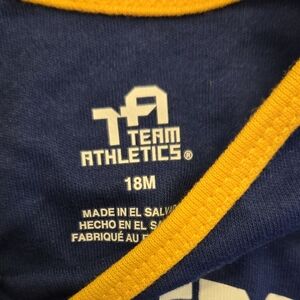 TA
TEAM
ATHLETICS®
18M
MADE IN EL
HECHO EN EL
FABRIQUÉ AU